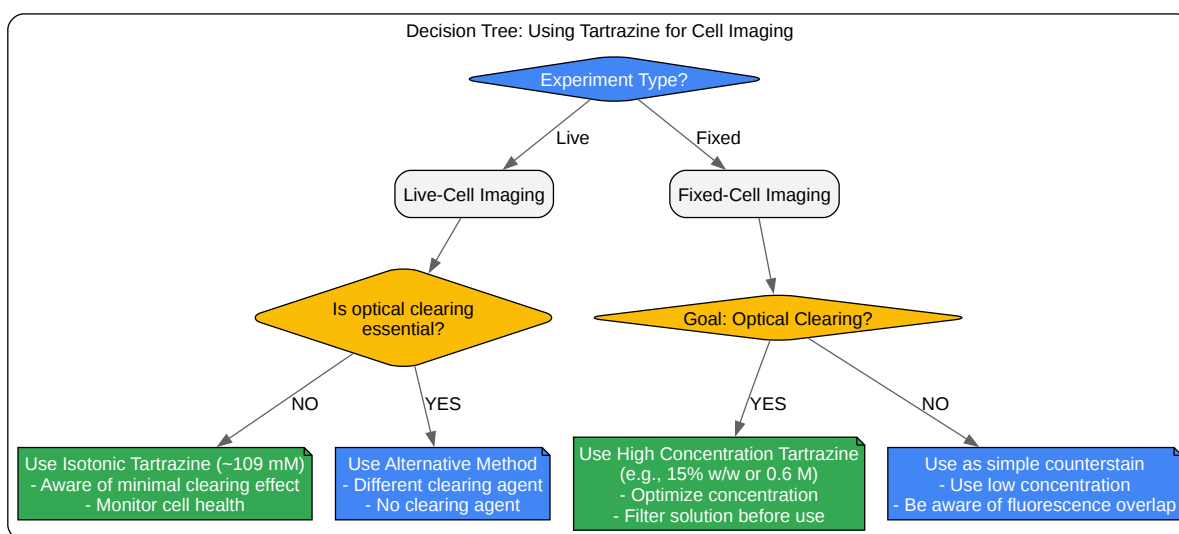 Decision Tree: Using Tartrazine for Cell Imaging
Experiment Type?
Live
Fixed
Live-Cell Imaging
Fixed-Cell Imaging
Is optical clearing
essential?
Goal: Optical Clearing?
NO
YES
YES
NO
Use Isotonic Tartrazine (~109 mM)
- Aware of minimal clearing effect
- Monitor cell health
Use Alternative Method
- Different clearing agent
- No clearing agent
Use High Concentration Tartrazine
(e.g., 15% w/w or 0.6 M)
- Optimize concentration
- Filter solution before use
Use as simple counterstain
- Use low concentration
- Be aware of fluorescence overlap